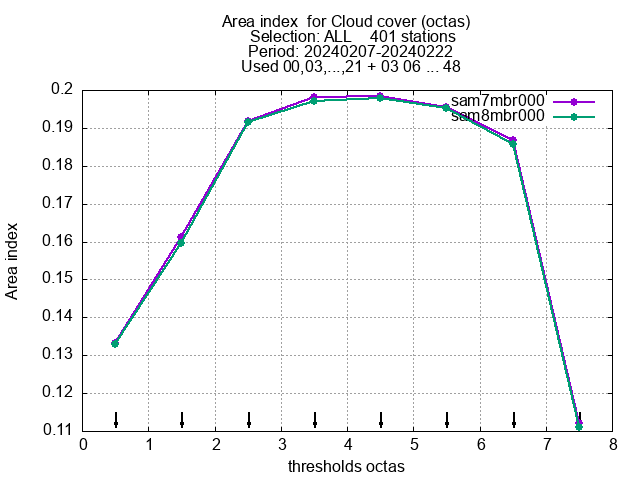 Area index  for Cloud cover (octas)
Selection: ALL    401 stations
Period: 20240207-20240222
Used 00,03,...,21 + 03 06 ... 48
sam7mbr000
sam8mbr000
0.2
0.19
0.18
0.17
0.16
0.15
0.14
0.13
0.12
0.11
Area index
0 1 2 3 4 5 6 7 8
thresholds octas